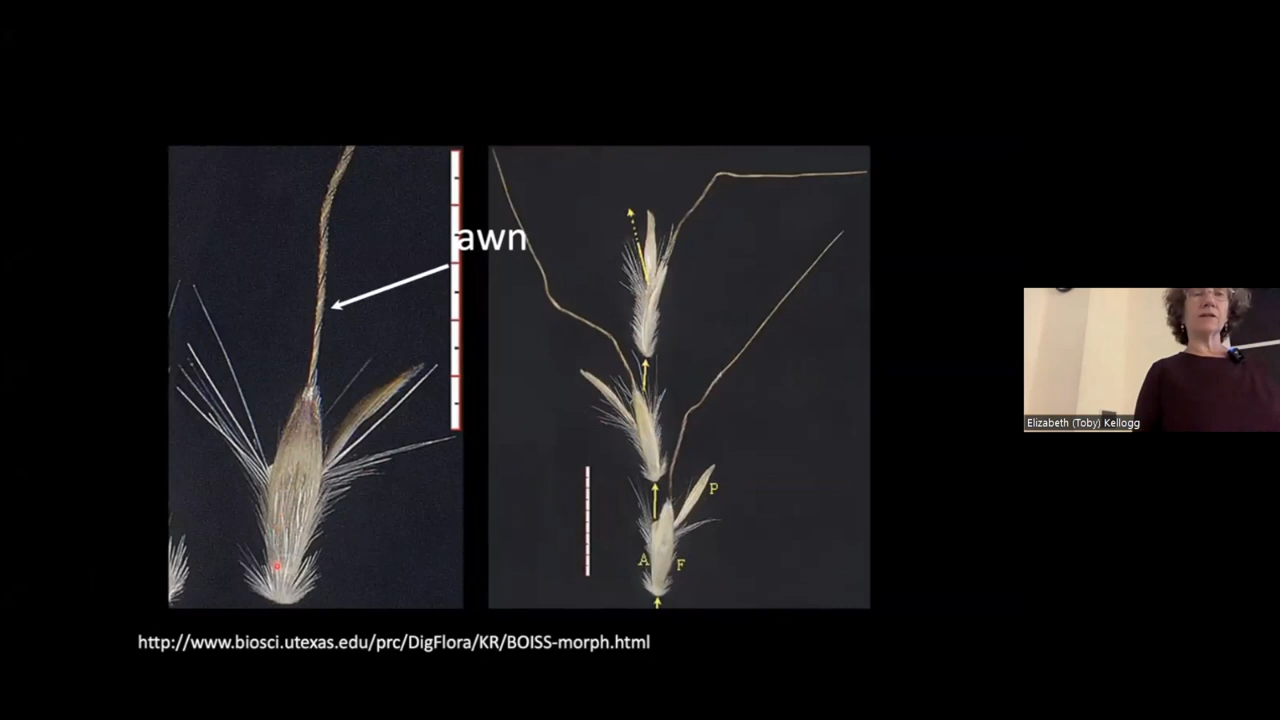 awn
P
A
F
Elizabeth (Toby) Kellogg
http://www.biosci.utexas.edu/prc/DigFlora/KR/BOISS-morph.html